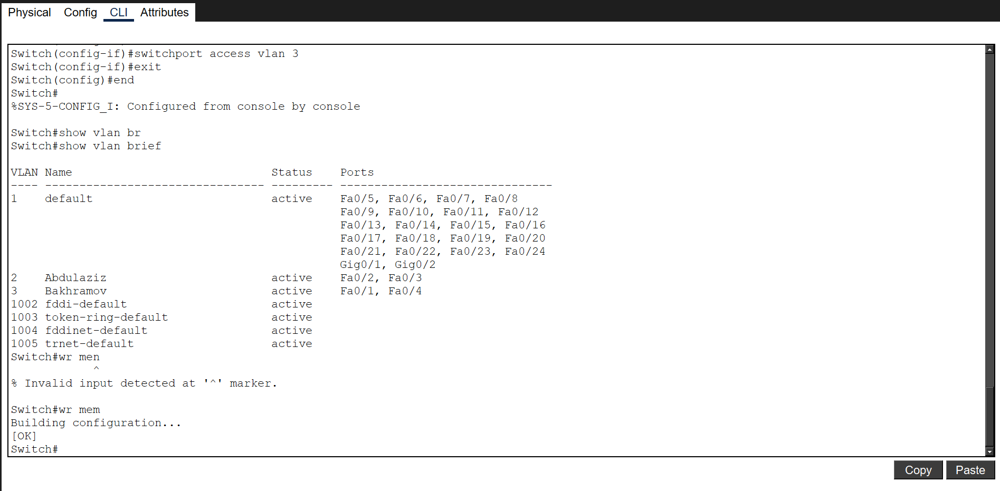 Physical Config CLI Attributes
Switch(config-if)#switchport access vlan 3
Switch(config-if)#exit
Switch(config)#end
Switch#
%SYS-5-CONFIG_I: Configured from console by console
Switch#show vlan br
Switch#show vlan brief
VLAN Name                             Status    Ports
---- -------------------------------- --------- -------------------------------
1    default                          active    Fa0/5, Fa0/6, Fa0/7, Fa0/8
                                                Fa0/9, Fa0/10, Fa0/11, Fa0/12
                                                Fa0/13, Fa0/14, Fa0/15, Fa0/16
                                                Fa0/17, Fa0/18, Fa0/19, Fa0/20
                                                Fa0/21, Fa0/22, Fa0/23, Fa0/24
                                                Gig0/1, Gig0/2
2    Abdulaziz                        active    Fa0/2, Fa0/3
3    Bakhramov                        active    Fa0/1, Fa0/4
1002 fddi-default                     active
1003 token-ring-default               active
1004 fddinet-default                  active
1005 trnet-default                    active
Switch#wr men
            ^
% Invalid input detected at '^' marker.
Switch#wr mem
Building configuration...
[OK]
Switch#
Copy Paste